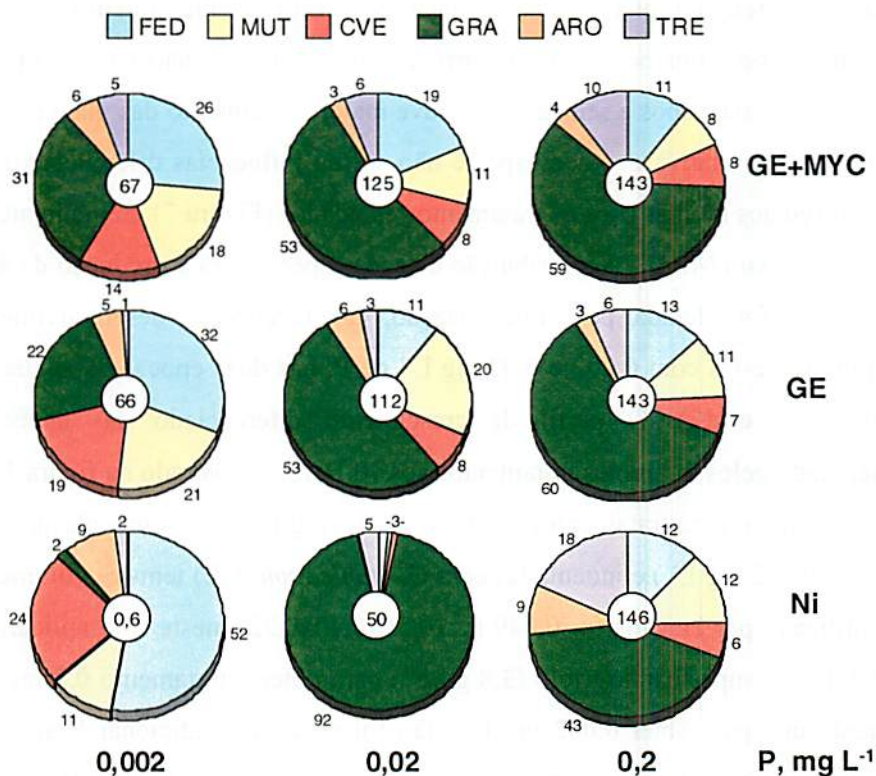 FED MUT CVE GRA ARO TRE
6 5 26 31 67 18 14
3 6 19 11 125 53 8
4 10 11 8 8 143 59
GE+MYC
5 1 32 22 66 19 21
6 3 11 20 112 53 8
3 6 13 11 7 143 60
GE
2 9 2 24 0,6 52 11
5 -3- 50 92
18 12 12 9 146 6 43
Ni
0,002 0,02 0,2 P, mg L-1